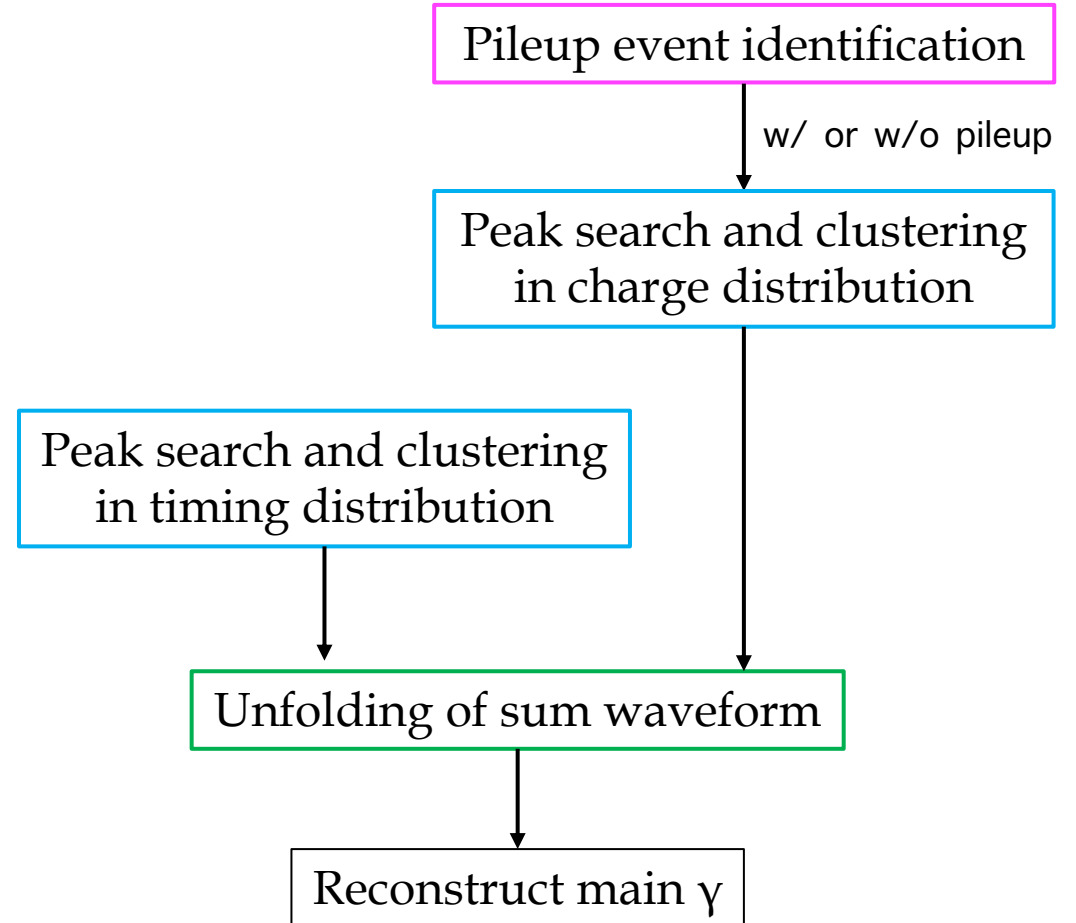 Pileup event identification
w/ or w/o pileup
Peak search and clustering
in charge distribution
Peak search and clustering
in timing distribution
Unfolding of sum waveform
Reconstruct main γ